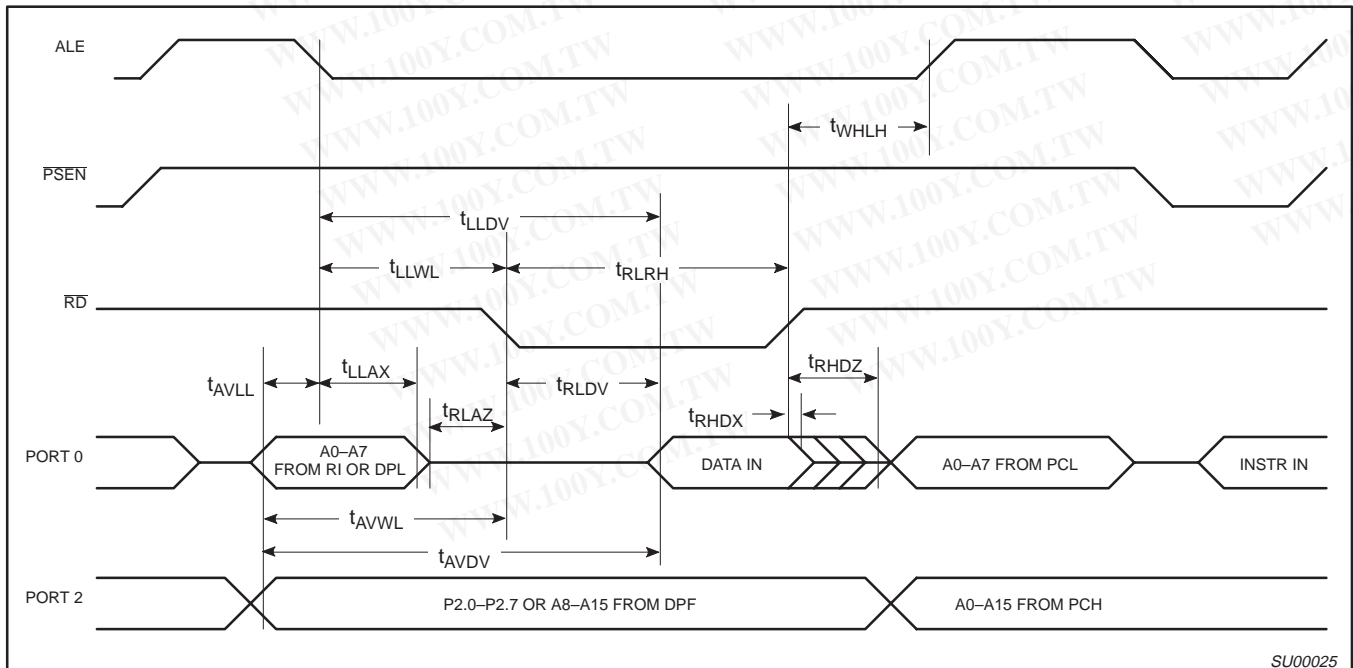 ALE
tWHLH
PSEN
tLLDV
tLLWL
tRLRH
RD
tAVLL
tLLAX
tRLAZ
tRLDV
tRHDZ
tRHDX
PORT 0
A0–A7
FROM RI OR DPL
DATA IN
A0–A7 FROM PCL
INSTR IN
tAVWL
tAVDV
PORT 2
P2.0–P2.7 OR A8–A15 FROM DPF
A0–A15 FROM PCH
SU00025
WWW.100Y.COM.TW